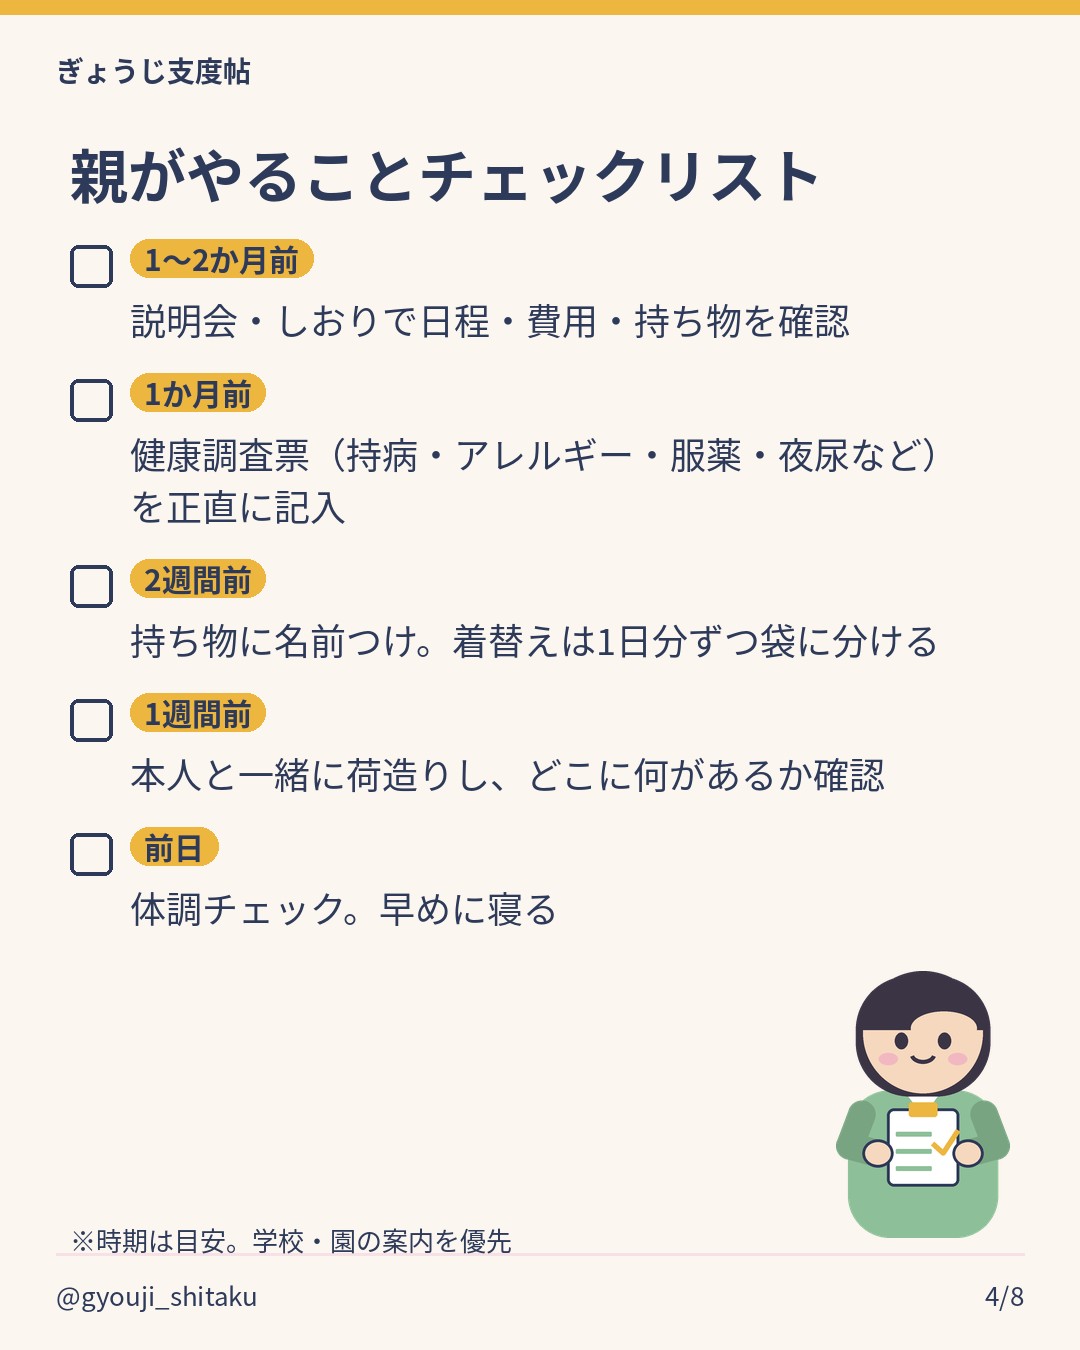 ぎょうじ支度帖
親がやることチェックリスト
1〜2か月前
説明会・しおりで日程・費用・持ち物を確認
1か月前
健康調査票（持病・アレルギー・服薬・夜尿など）
を正直に記入
2週間前
持ち物に名前つけ。着替えは1日分ずつ袋に分ける
1週間前
本人と一緒に荷造りし、どこに何があるか確認
前日
体調チェック。早めに寝る
※時期は目安。学校・園の案内を優先
@gyouji_shitaku
4/8